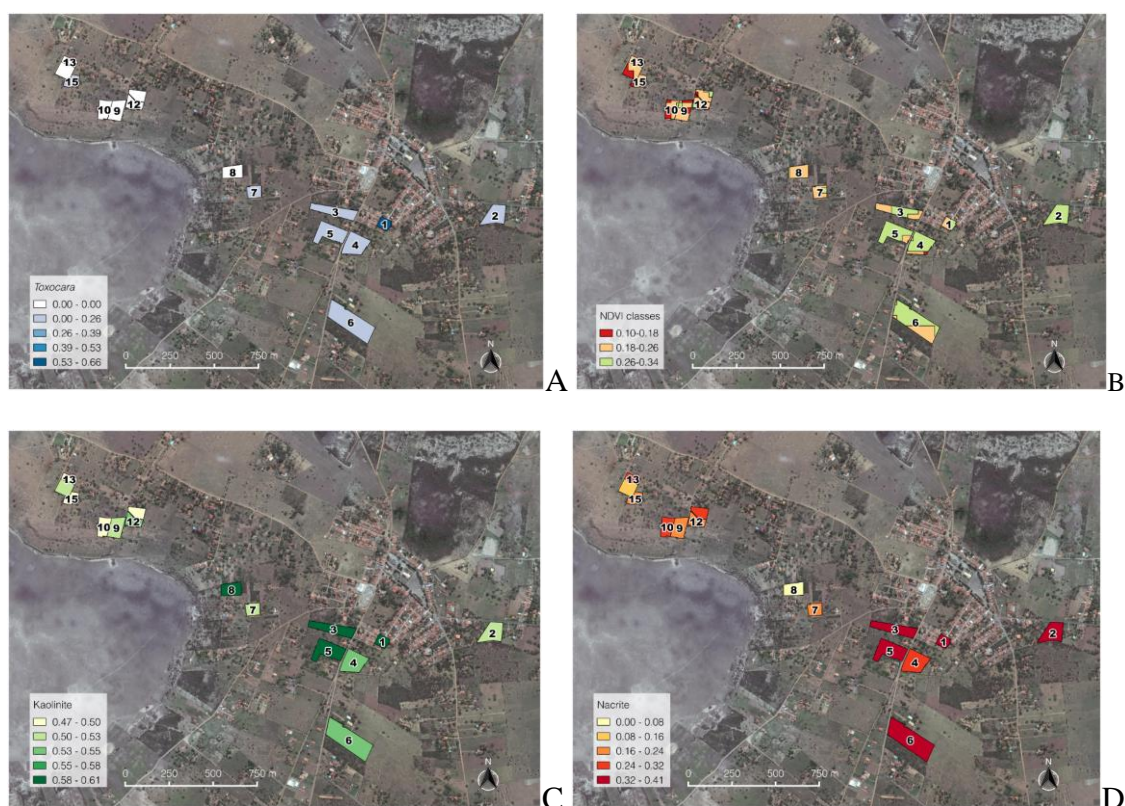 13
15
10 9 12
8
7
3
1
2
5
4
6
Toxocara
0.00 - 0.00
0.00 - 0.26
0.26 - 0.39
0.39 - 0.53
0.53 - 0.66
0 250 500 750 m
N
A
13
15
10 9 12
8
7
3
1
2
5
4
6
NDVI classes
0.10-0.18
0.18-0.26
0.26-0.34
0 250 500 750 m
N
B
13
15
10 9 12
8
7
3
1
2
5
4
6
Kaolinite
0.47 - 0.50
0.50 - 0.53
0.53 - 0.55
0.55 - 0.58
0.58 - 0.61
0 250 500 750 m
N
C
13
15
10 9 12
8
7
3
1
2
5
4
6
Nacrite
0.00 - 0.08
0.08 - 0.16
0.16 - 0.24
0.24 - 0.32
0.32 - 0.41
0 250 500 750 m
N
D